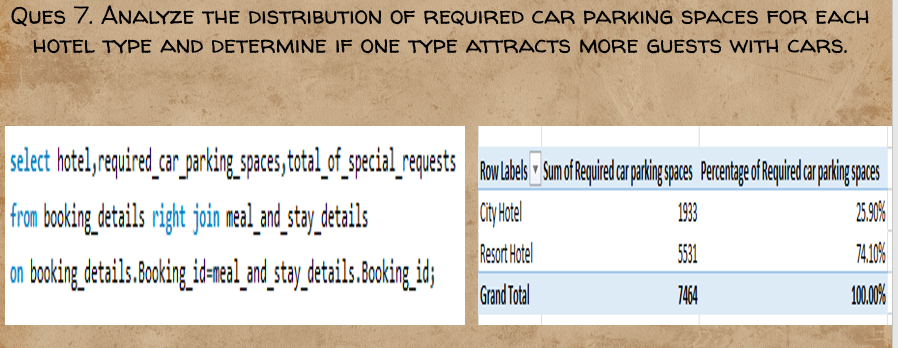 Ques 7. Analyze the distribution of required car parking spaces for each
hotel type and determine if one type attracts more guests with cars.
select hotel,required_car_parking_spaces,total_of_special_requests
from booking_details right join meal_and_stay_details
on booking_details.Booking_id=meal_and_stay_details.Booking_id;
Row Labels Sum of Required car parking spaces Percentage of Required car parking spaces
City Hotel 1933 25.90%
Resort Hotel 5531 74.10%
Grand Total 7464 100.00%